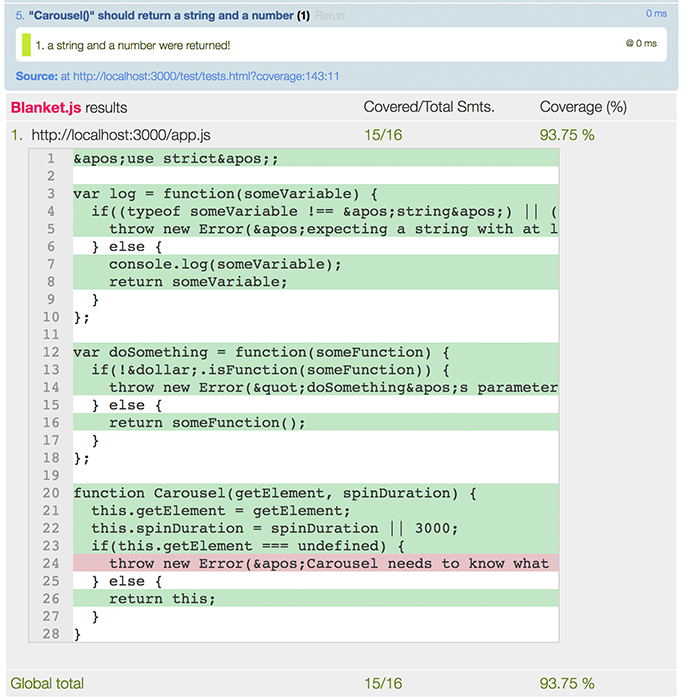 5. "Carousel()" should return a string and a number (1) Rerun 0 ms
1. a string and a number were returned! @ 0 ms
Source: at http://localhost:3000/test/tests.html?coverage:143:11
Blanket.js results Covered/Total Smts. Coverage (%)
1. http://localhost:3000/app.js 15/16 93.75 %
1 &apos;use strict&apos;;
2
3 var log = function(someVariable) {
4   if((typeof someVariable !== &apos;string&apos;) || (
5     throw new Error(&apos;expecting a string with at l
6   } else {
7     console.log(someVariable);
8     return someVariable;
9   }
10 };
11
12 var doSomething = function(someFunction) {
13   if(!&dollar;.isFunction(someFunction)) {
14     throw new Error(&quot;doSomething&apos;s parameter
15   } else {
16     return someFunction();
17   }
18 };
19
20 function Carousel(getElement, spinDuration) {
21   this.getElement = getElement;
22   this.spinDuration = spinDuration || 3000;
23   if(this.getElement === undefined) {
24     throw new Error(&apos;Carousel needs to know what
25   } else {
26     return this;
27   }
28 }
Global total 15/16 93.75 %